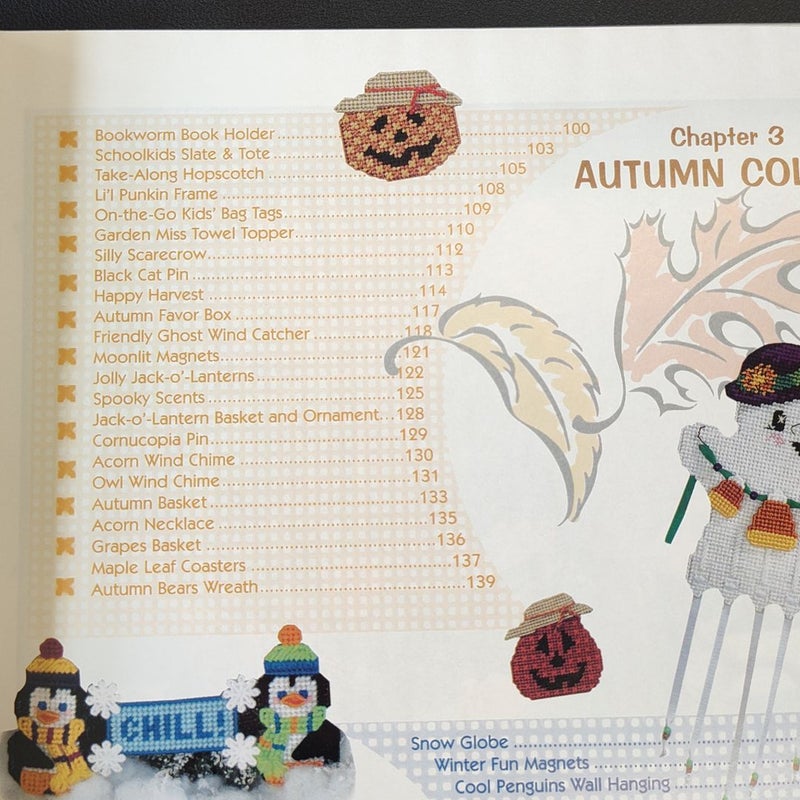 Bookworm Book Holder..........100
Schoolkids Slate & Tote..........103
Take-Along Hopscotch..........105
Li'l Punkin Frame..........108
On-the-Go Kids' Bag Tags..........109
Garden Miss Towel Topper..........110
Silly Scarecrow..........112
Black Cat Pin..........113
Happy Harvest..........114
Autumn Favor Box..........117
Friendly Ghost Wind Catcher..........118
Moonlit Magnets..........121
Jolly Jack-o'-Lanterns..........122
Spooky Scents..........125
Jack-o'-Lantern Basket and Ornament...128
Cornucopia Pin..........129
Acorn Wind Chime..........130
Owl Wind Chime..........131
Autumn Basket..........133
Acorn Necklace..........135
Grapes Basket..........136
Maple Leaf Coasters..........137
Autumn Bears Wreath..........139
Chapter 3
AUTUMN COL
CHILL!
Snow Globe..........
Winter Fun Magnets..........
Cool Penguins Wall Hanging..........